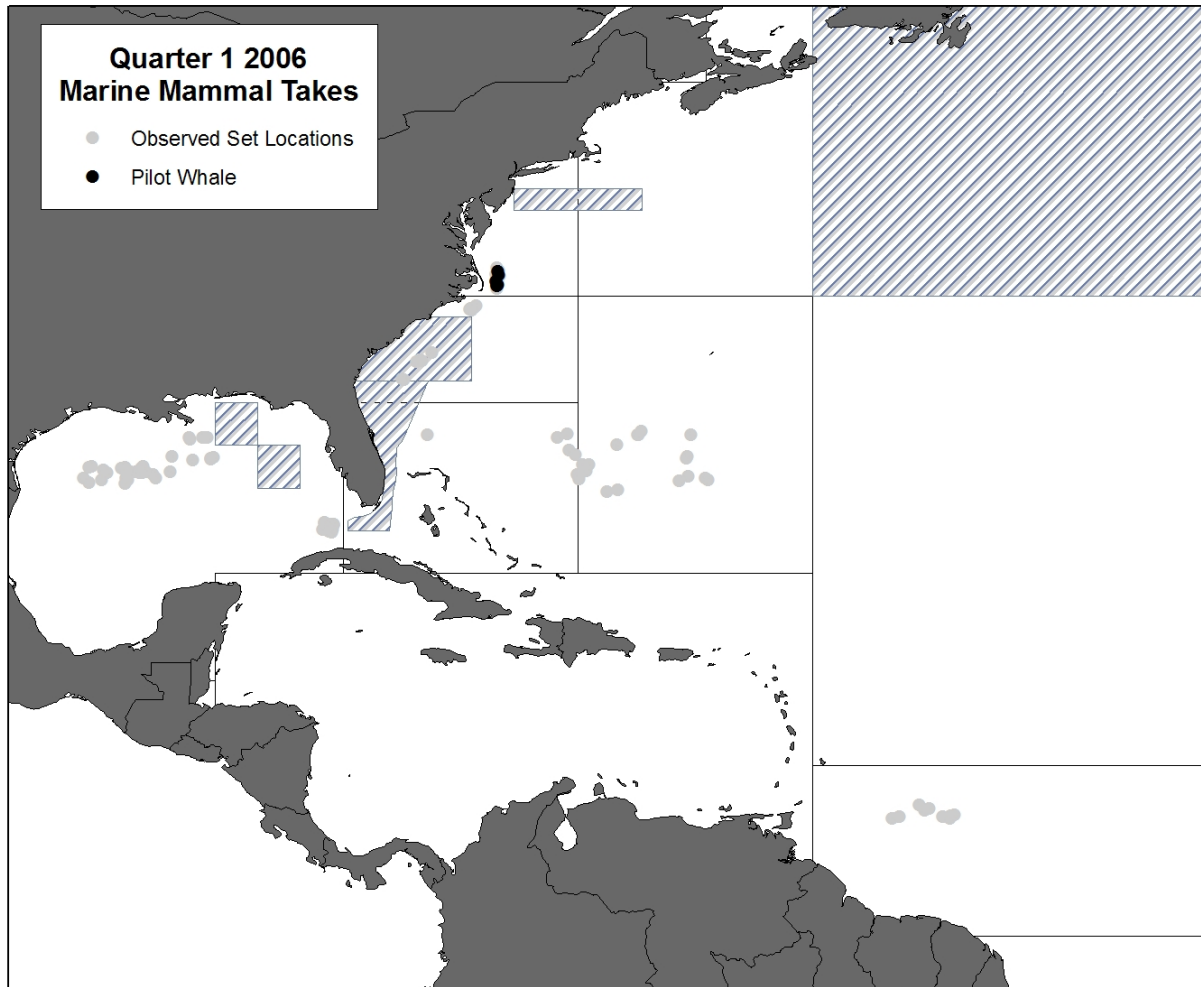 Quarter 1 2006
Marine Mammal Takes
Observed Set Locations
Pilot Whale